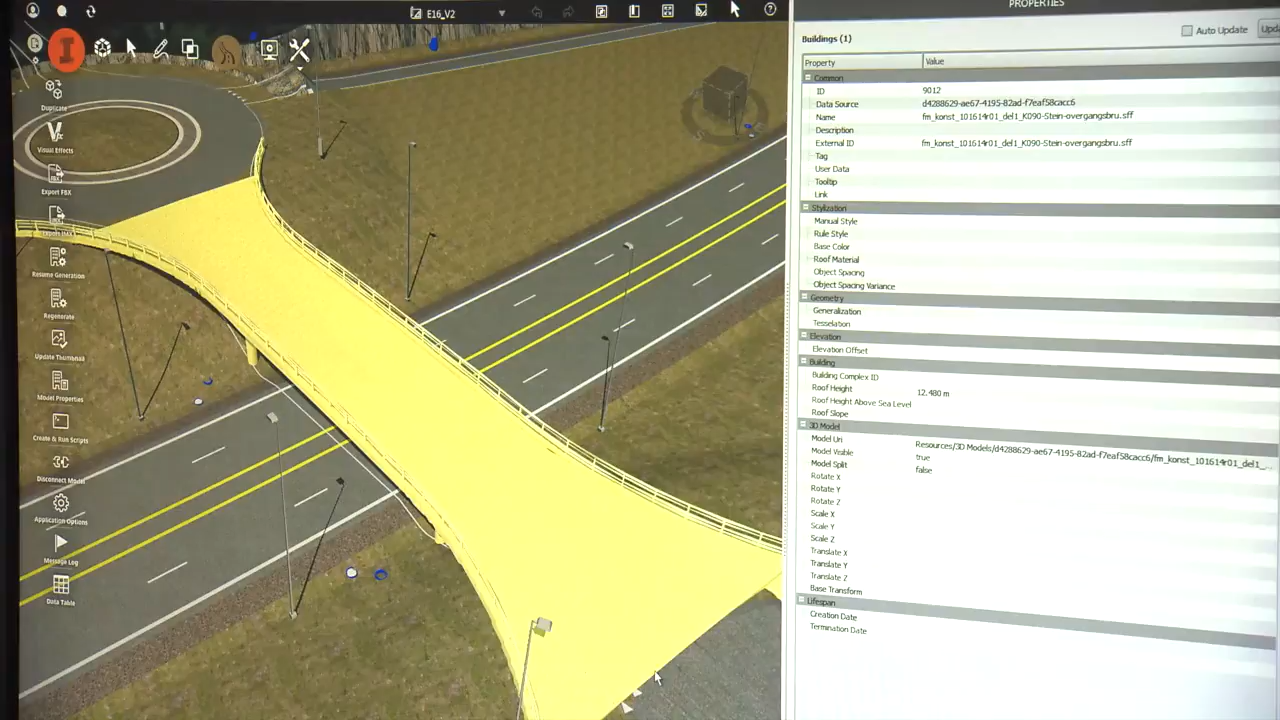 E16_V2
PROPERTIES
Buildings (1)
Auto Update
Property Value
Common
ID 9012
Data Source d4288629-ae67-4195-82ad-f7eaf58cacc6
Name fm_konst_101614r01_del1_K090-Stein-overgangsbru.sff
Description
External ID fm_konst_101614r01_del1_K090-Stein-overgangsbru.sff
Tag
User Data
Tooltip
Link
Stylization
Manual Style
Rule Style
Base Color
Roof Material
Object Spacing
Object Spacing Variance
Geometry
Generalization
Tesselation
Elevation
Elevation Offset
Building
Building Complex ID
Roof Height 12.480 m
Roof Height Above Sea Level
Roof Slope
3D Model
Model Uri Resources/3D Models/d4288629-ae67-4195-82ad-f7eaf58cacc6/fm_konst_101614r01_del1_...
Model Visible true
Model Split false
Rotate X
Rotate Y
Rotate Z
Scale X
Scale Y
Scale Z
Translate X
Translate Y
Translate Z
Base Transform
Lifespan
Creation Date
Termination Date
Duplicate
Visual Effects
Export FBX
Export IMX
Resume Generation
Regenerate
Update Thumbnail
Model Properties
Create & Run Scripts
Disconnect Model
Application Options
Message Log
Data Table